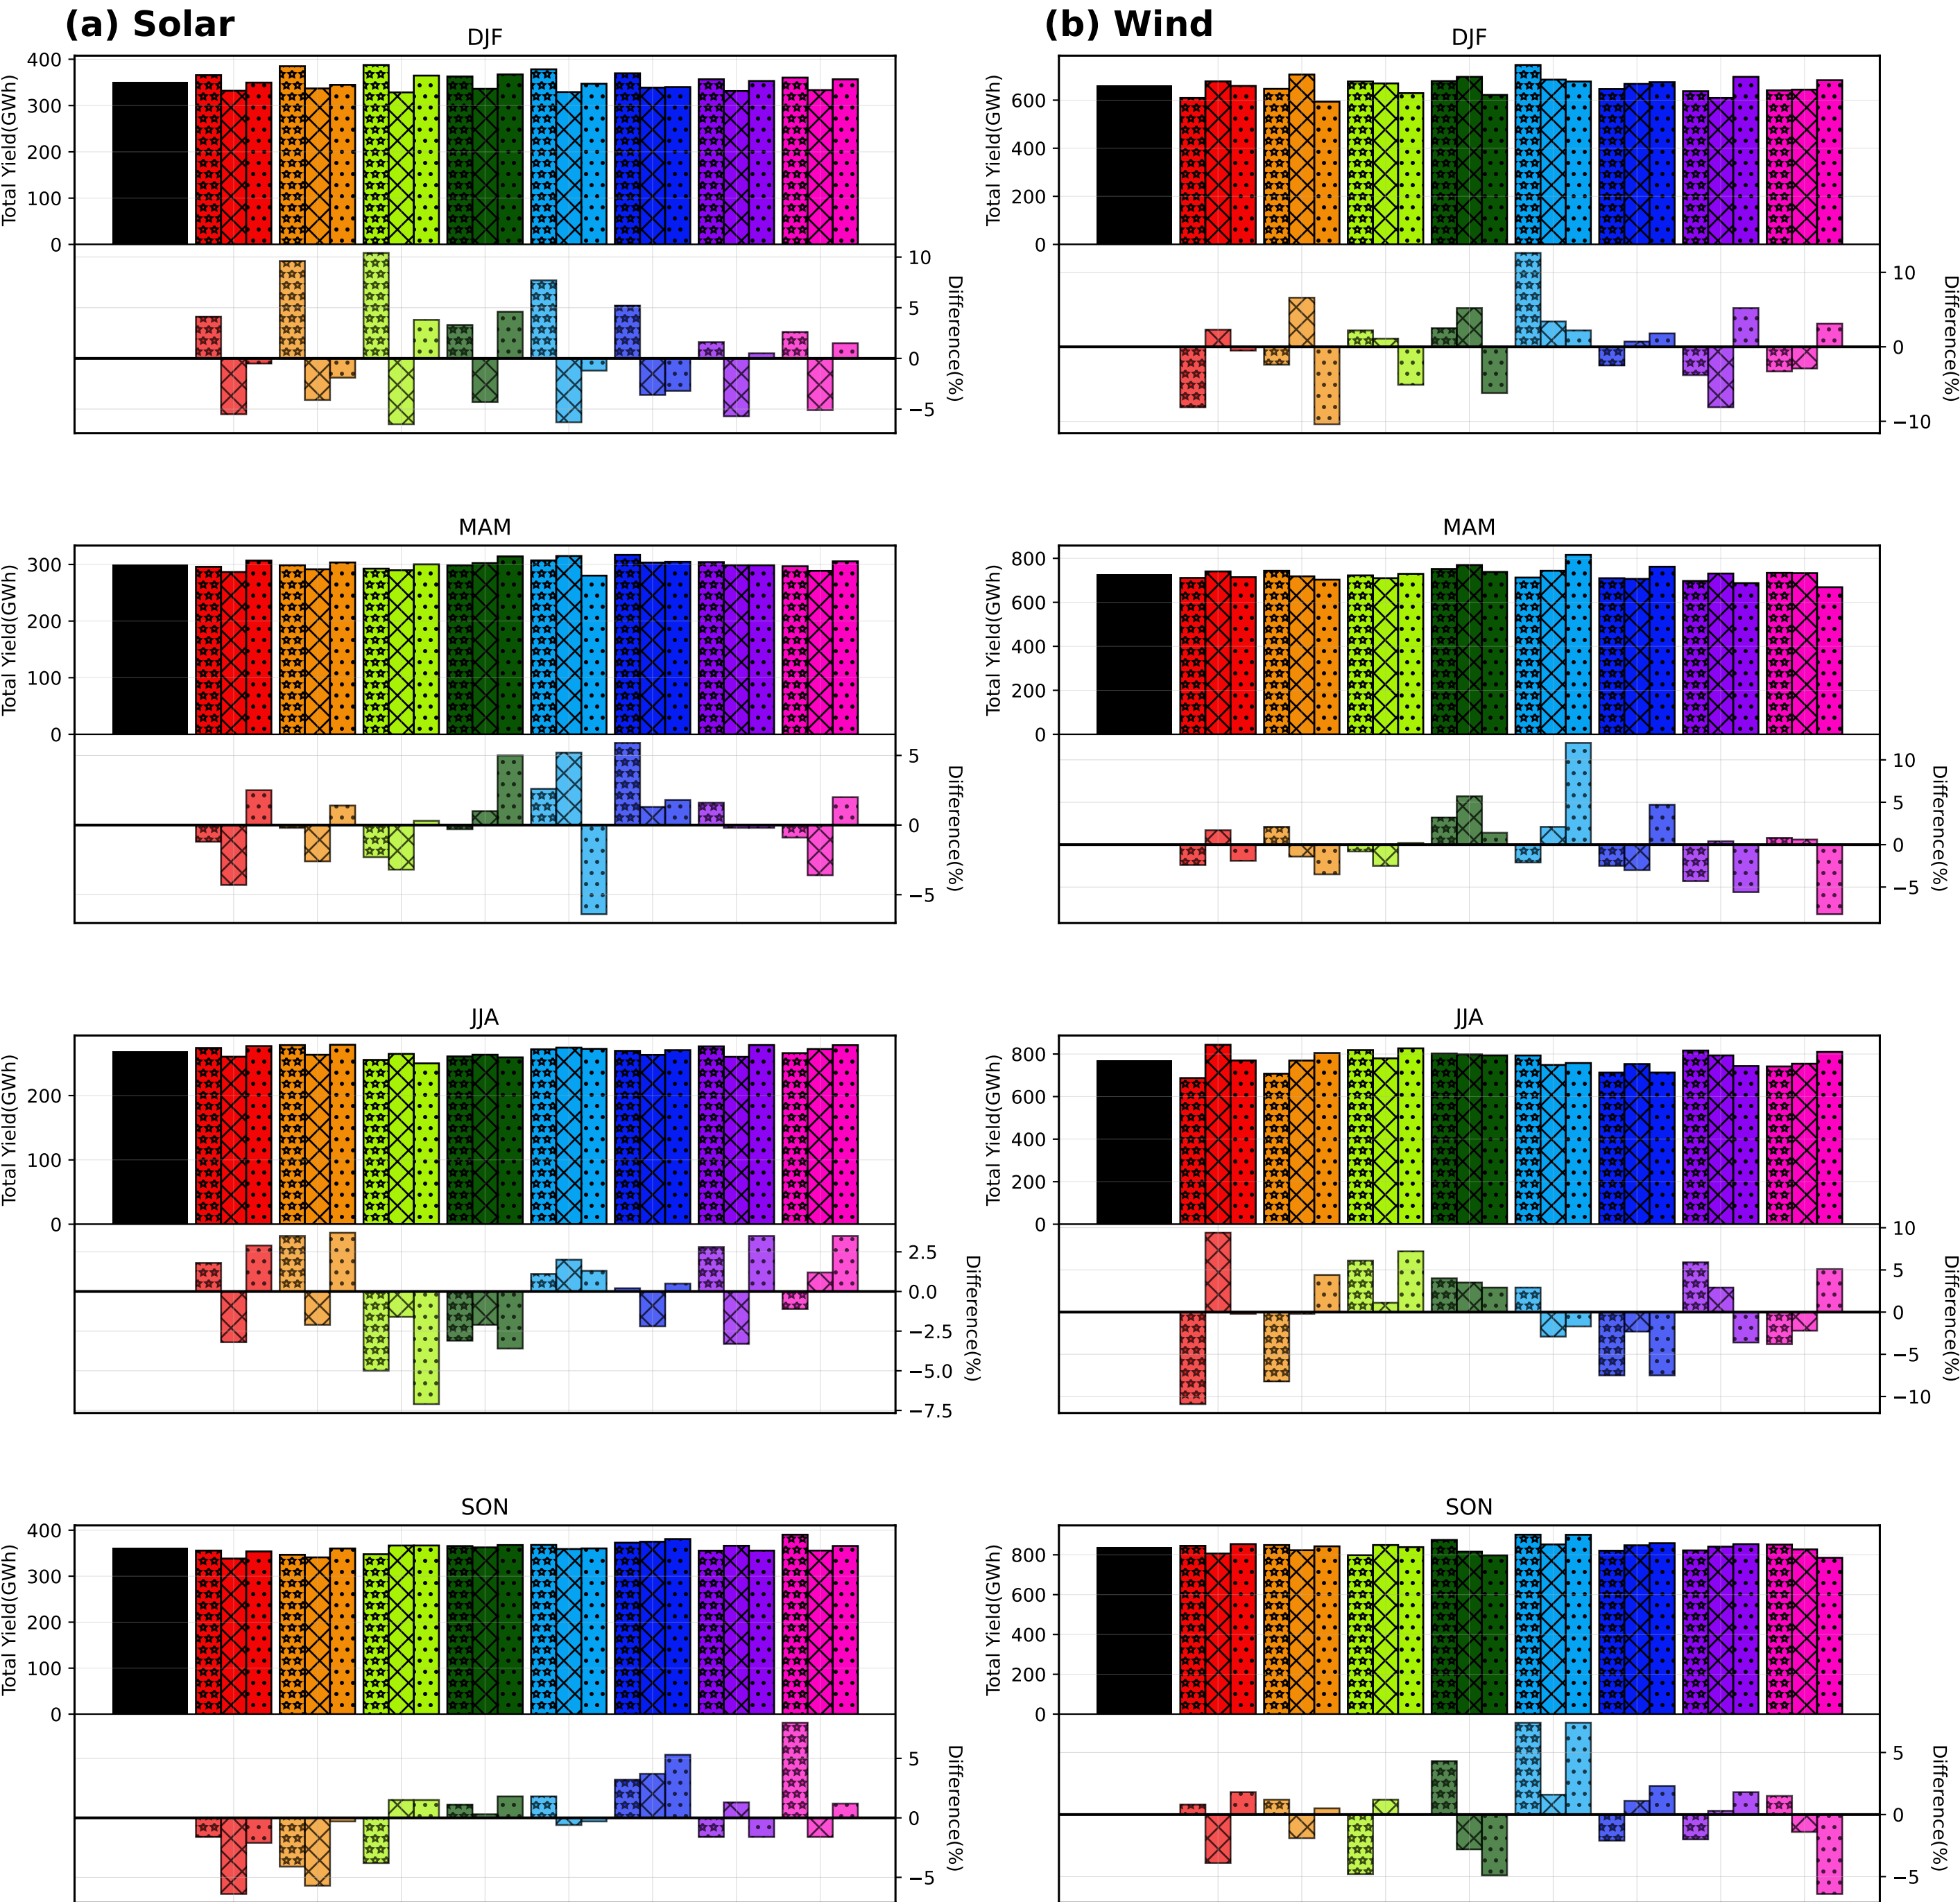 (a) Solar
(b) Wind
DJF
400
300
200
100
0
Total Yield(GWh)
10
5
0
−5
Difference(%)
DJF
600
400
200
0
Total Yield(GWh)
10
0
−10
Difference(%)
MAM
300
200
100
0
Total Yield(GWh)
5
0
−5
Difference(%)
MAM
800
600
400
200
0
Total Yield(GWh)
10
5
0
−5
Difference(%)
JJA
200
100
0
Total Yield(GWh)
2.5
0.0
−2.5
−5.0
−7.5
Difference(%)
JJA
800
600
400
200
0
Total Yield(GWh)
10
5
0
−5
−10
Difference(%)
SON
400
300
200
100
0
Total Yield(GWh)
5
0
−5
Difference(%)
SON
800
600
400
200
0
Total Yield(GWh)
5
0
−5
Difference(%)